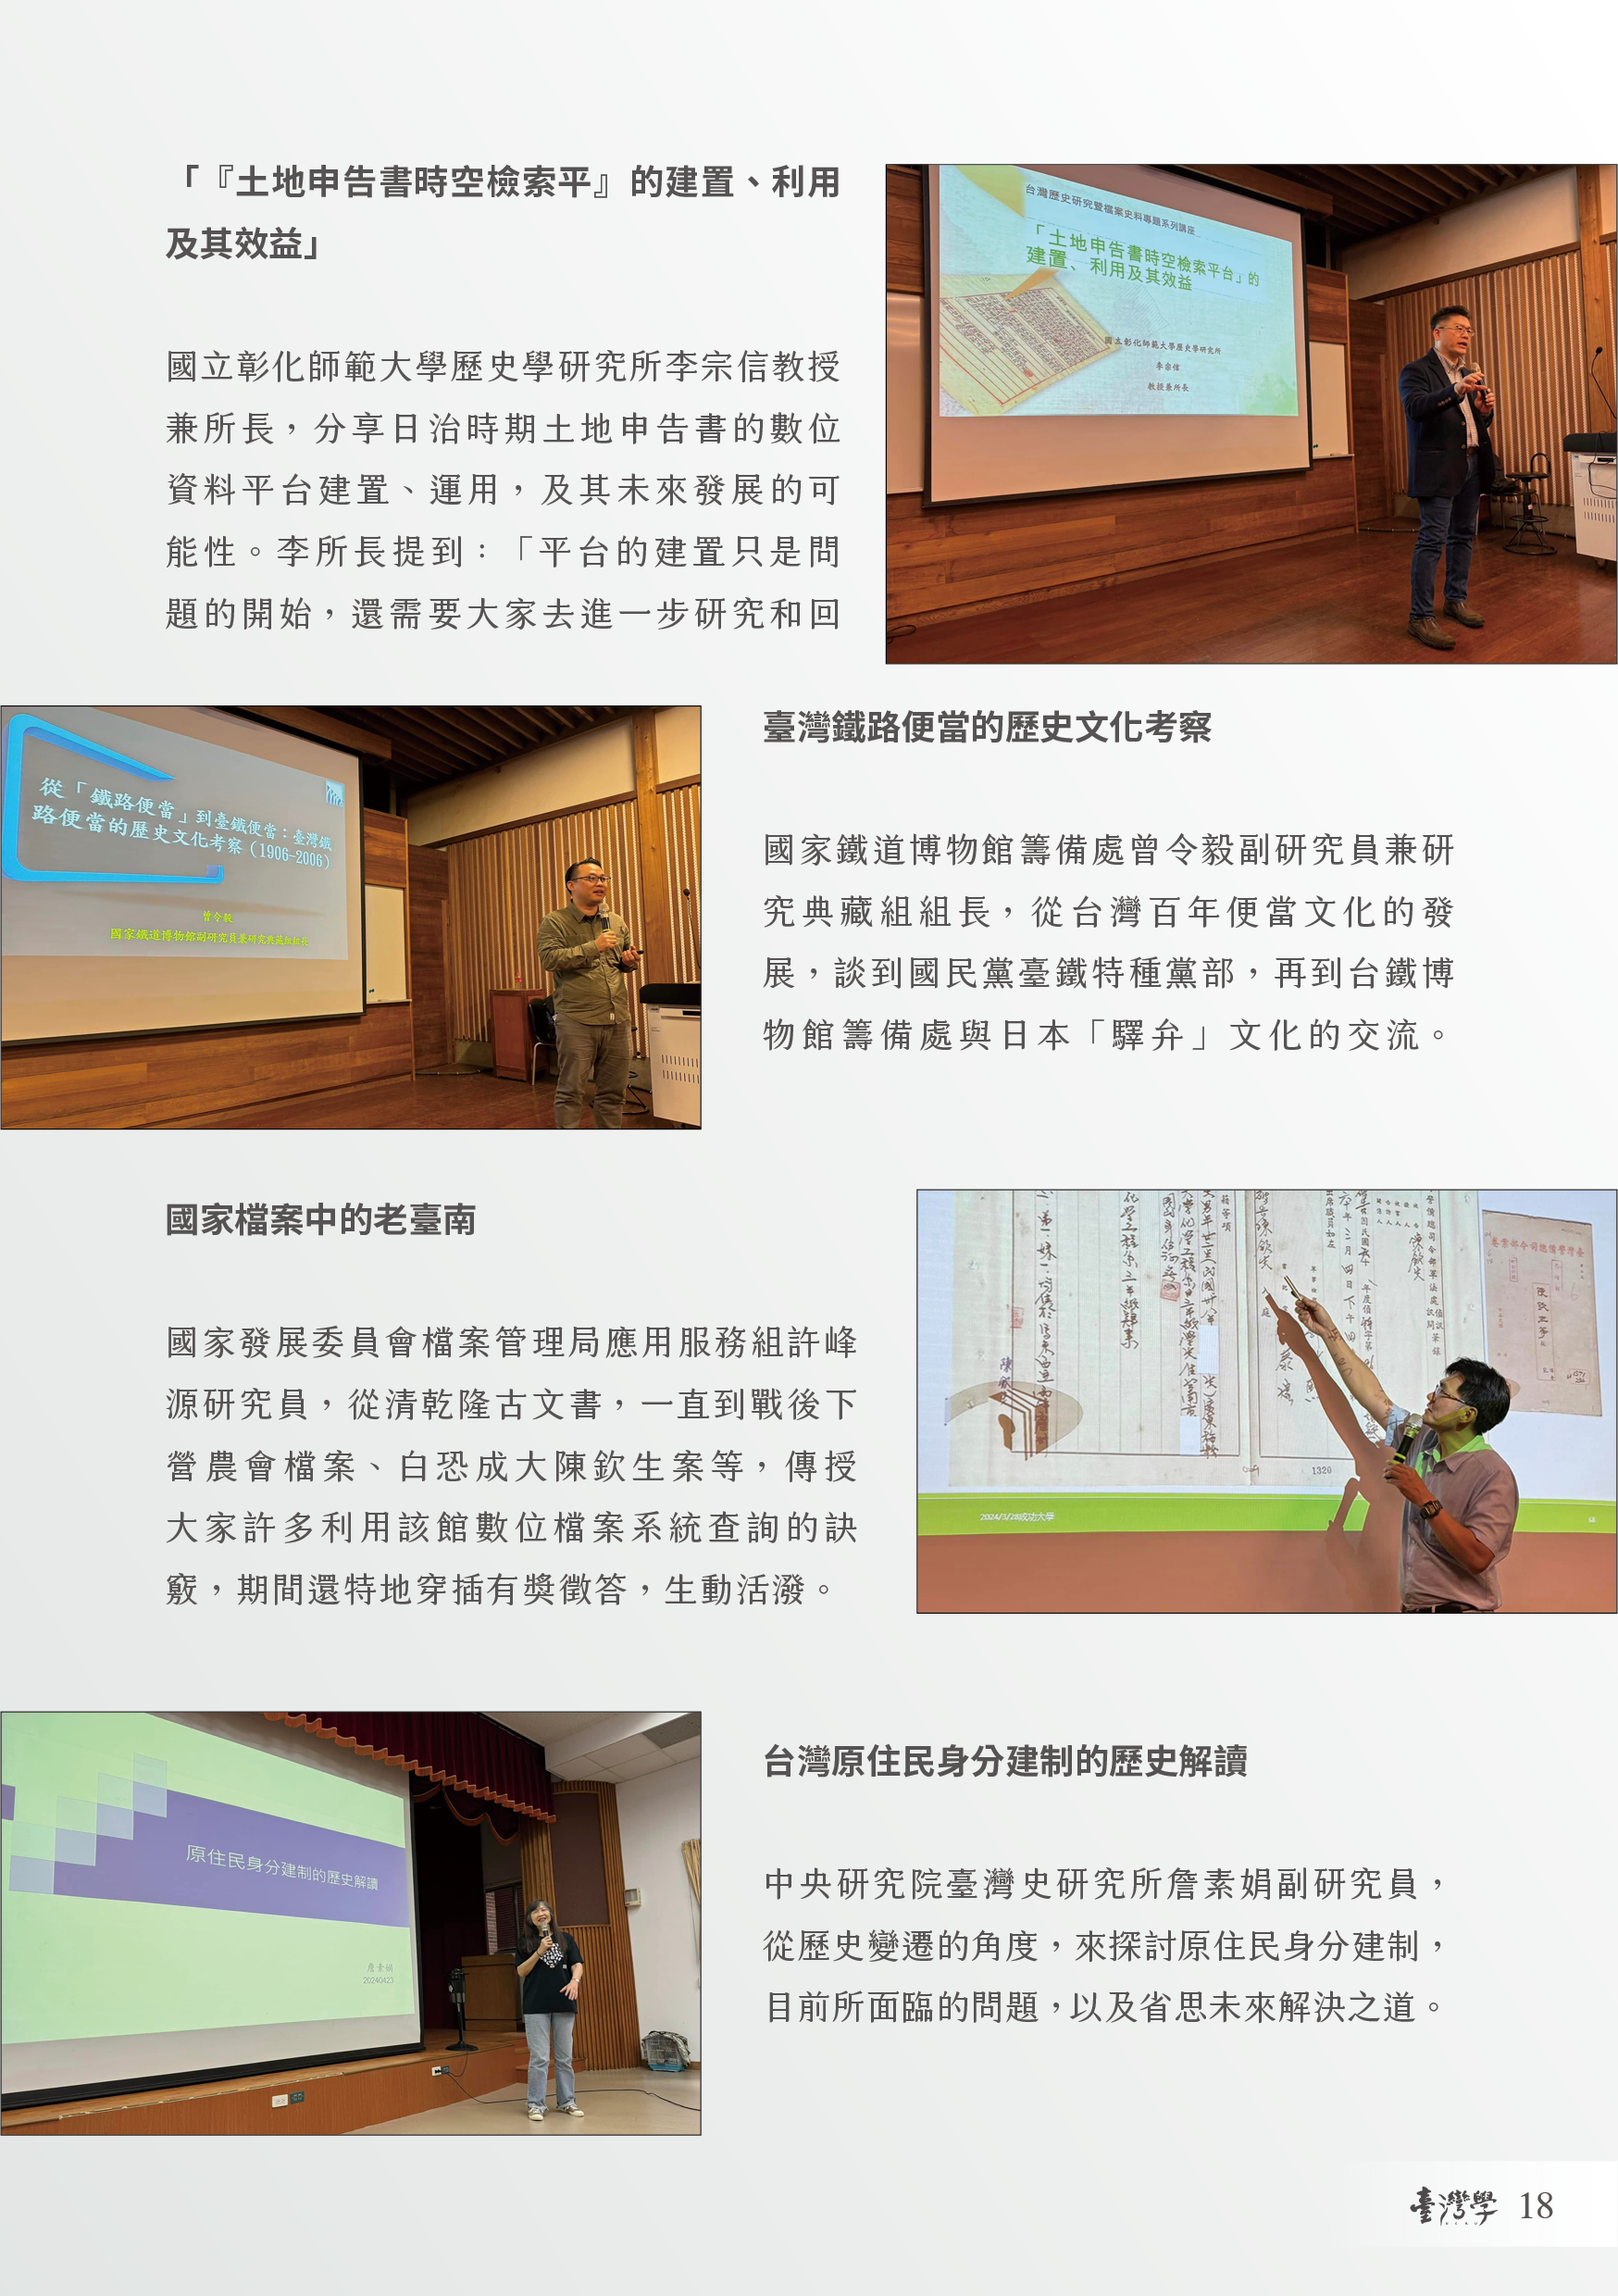 「『土地申告書時空檢索平』的建置、利用
及其效益」
國立彰化師範大學歷史學研究所李宗信教授
兼所長，分享日治時期土地申告書的數位
資料平台建置、運用，及其未來發展的可
能性。李所長提到：「平台的建置只是問
題的開始，還需要大家去進一步研究和回
台灣歷史研究暨檔案史料專題系列講座
「土地申告書時空檢索平台」的
建置、利用及其效益
國立彰化師範大學歷史學研究所
李宗信
教授兼所長
從「鐵路便當」到臺鐵便當：臺灣鐵
路便當的歷史文化考察（1906-2006）
曾令毅
國家鐵道博物館副研究員兼研究典藏組組長
臺灣鐵路便當的歷史文化考察
國家鐵道博物館籌備處曾令毅副研究員兼研
究典藏組組長，從台灣百年便當文化的發
展，談到國民黨臺鐵特種黨部，再到台鐵博
物館籌備處與日本「驛弁」文化的交流。
國家檔案中的老臺南
國家發展委員會檔案管理局應用服務組許峰
源研究員，從清乾隆古文書，一直到戰後下
營農會檔案、白恐成大陳欽生案等，傳授
大家許多利用該館數位檔案系統查詢的訣
竅，期間還特地穿插有獎徵答，生動活潑。
臺灣警備總司令部案卷
1320
2024/3/28成功大學
原住民身分建制的歷史解讀
詹素娟
20240423
台灣原住民身分建制的歷史解讀
中央研究院臺灣史研究所詹素娟副研究員，
從歷史變遷的角度，來探討原住民身分建制，
目前所面臨的問題，以及省思未來解決之道。
臺灣學 18